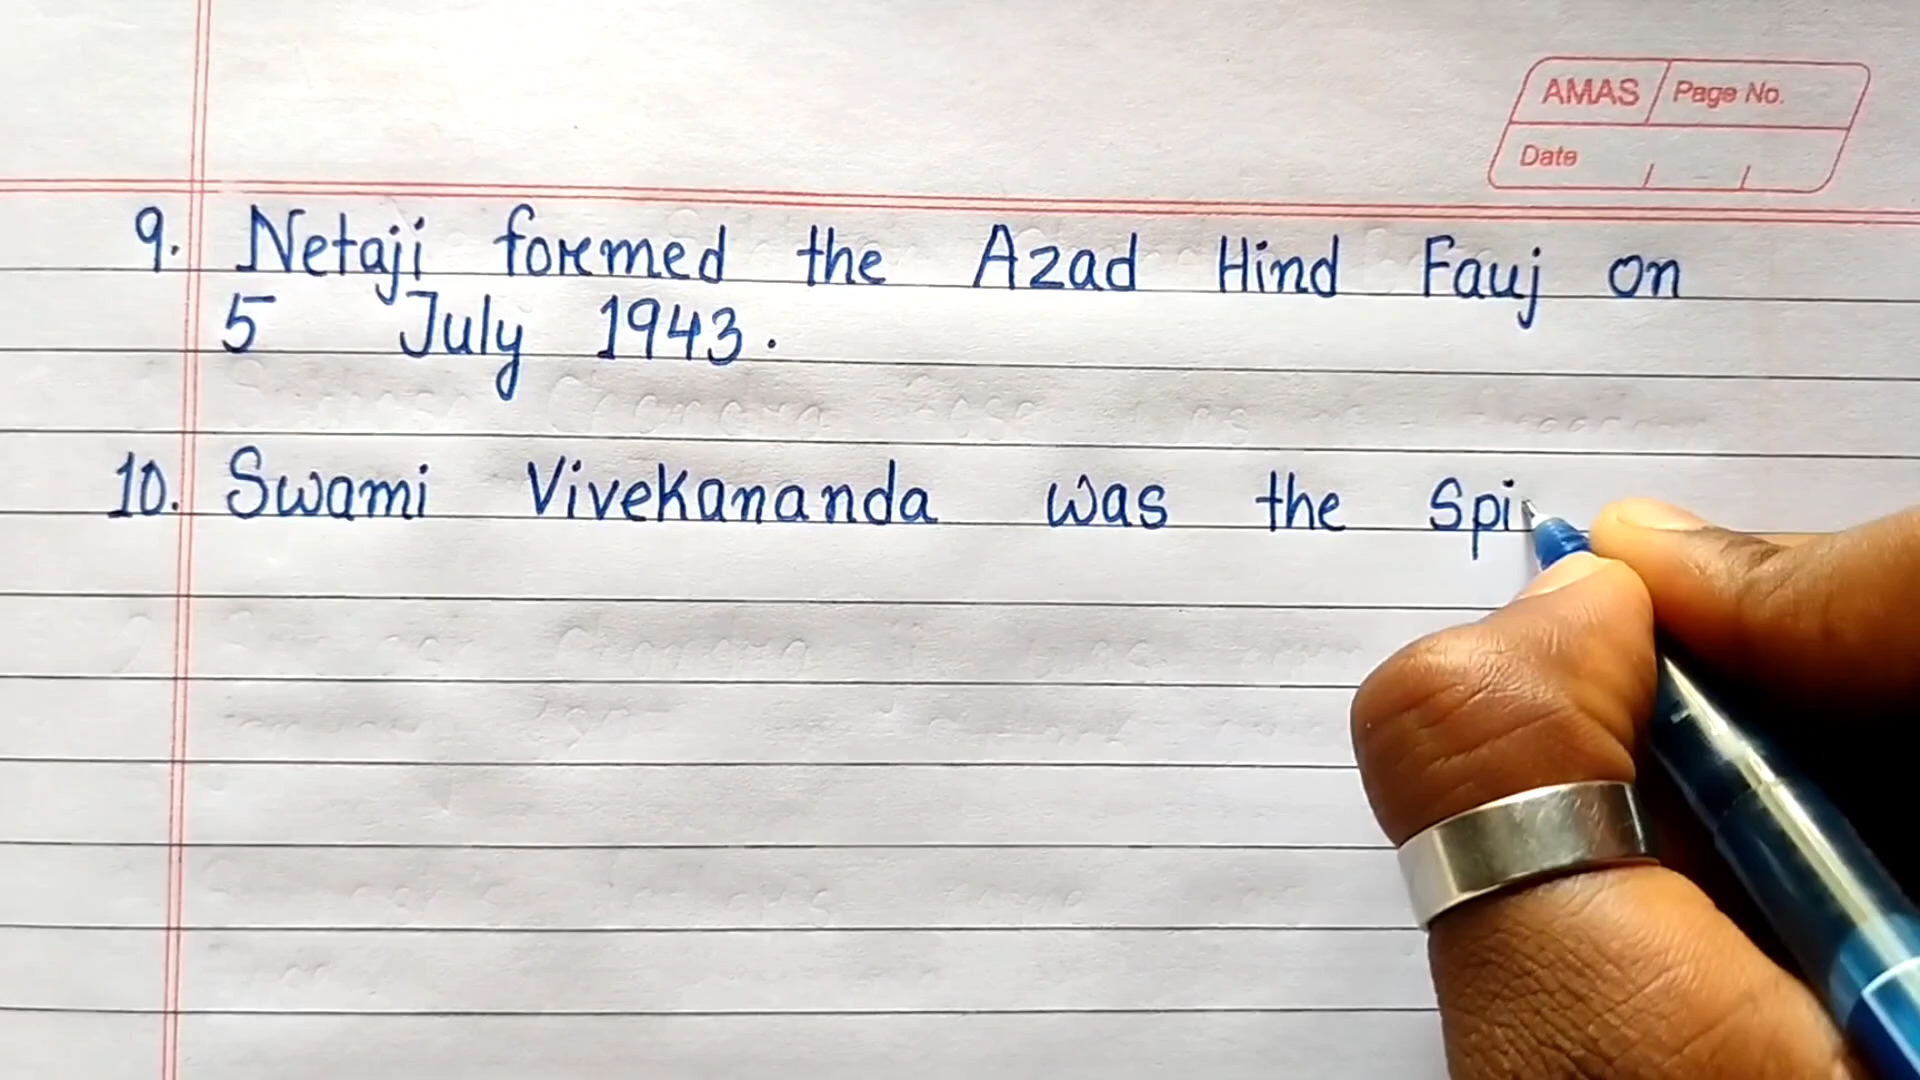 AMAS Page No.
Date
9. Netaji formed the Azad Hind Fauj on
5 July 1943.
10. Swami Vivekananda was the Spi